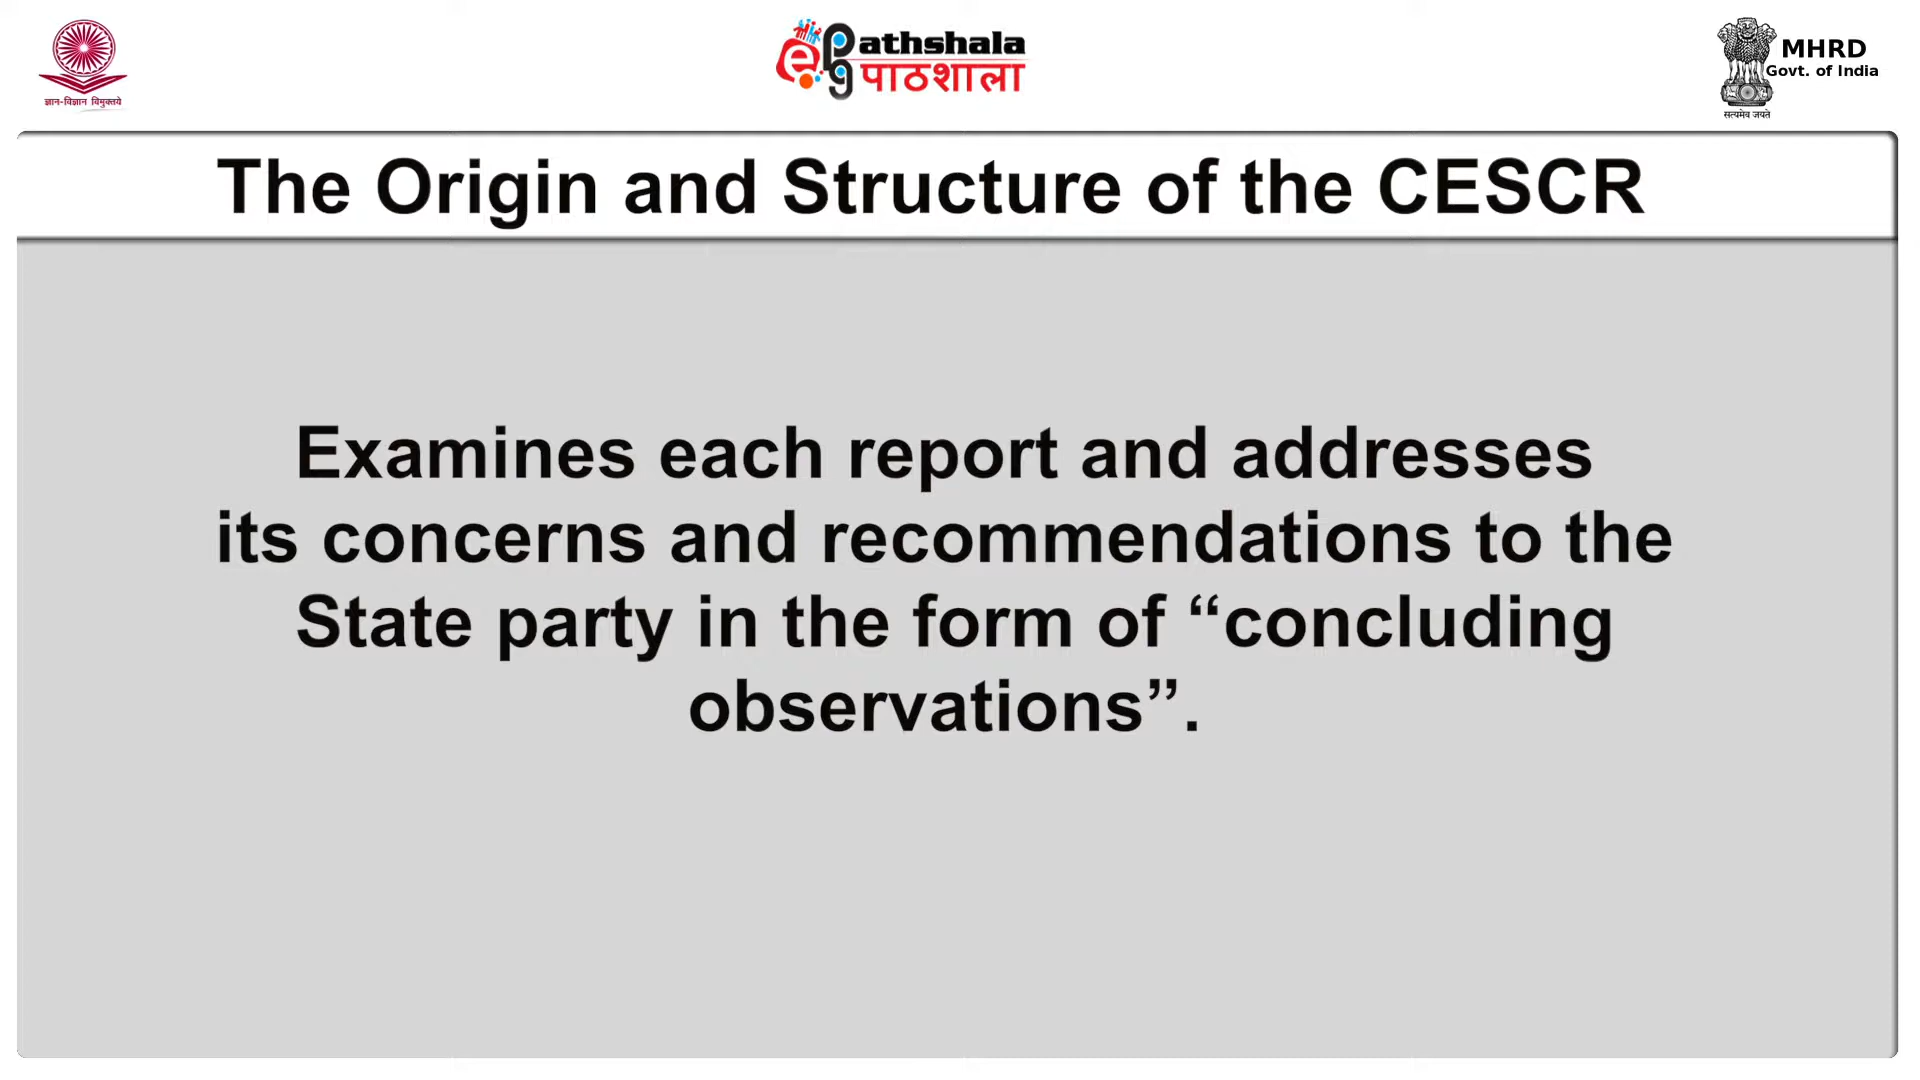 ज्ञान-विज्ञान विमुक्तये
ePG athshala
पाठशाला
MHRD
Govt. of India
सत्यमेव जयते
The Origin and Structure of the CESCR
Examines each report and addresses
its concerns and recommendations to the
State party in the form of “concluding
observations”.